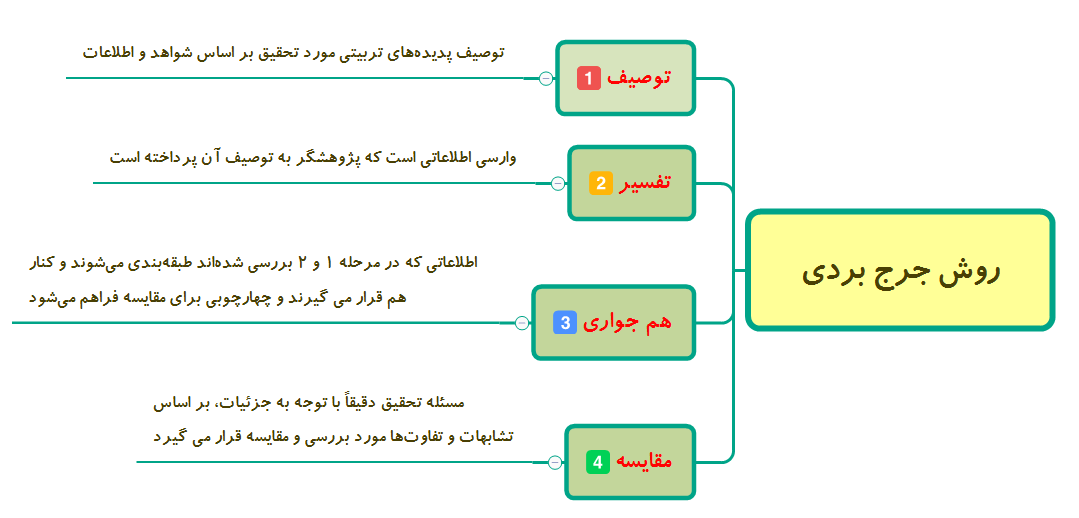 روش جرج بردی
توصیف 1
توصیف پدیده‌های تربیتی مورد تحقیق بر اساس شواهد و اطلاعات
تفسیر 2
وارسی اطلاعاتی است که پژوهشگر به توصیف آن پرداخته است
هم جواری 3
اطلاعاتی که در مرحله ۱ و ۲ بررسی شده‌اند طبقه‌بندی می‌شوند و کنار
هم قرار می گیرند و چهارچوبی برای مقایسه فراهم می‌شود
مقایسه 4
مسئله تحقیق دقیقاً با توجه به جزئیات، بر اساس
تشابهات و تفاوت‌ها مورد بررسی و مقایسه قرار می گیرد